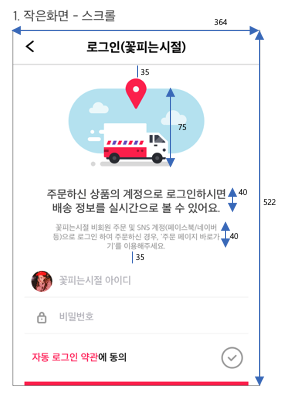 1. 작은화면 - 스크롤
364
로그인(꽃피는시절)
35
75
주문하신 상품의 계정으로 로그인하시면
배송 정보를 실시간으로 볼 수 있어요.
40
522
꽃피는시절 비회원 주문 및 SNS 계정(페이스북/네이버
등)으로 로그인 하여 주문하신 경우, '주문 페이지 바로가
기'를 이용해주세요.
40
35
꽃피는시절 아이디
비밀번호
자동 로그인 약관에 동의